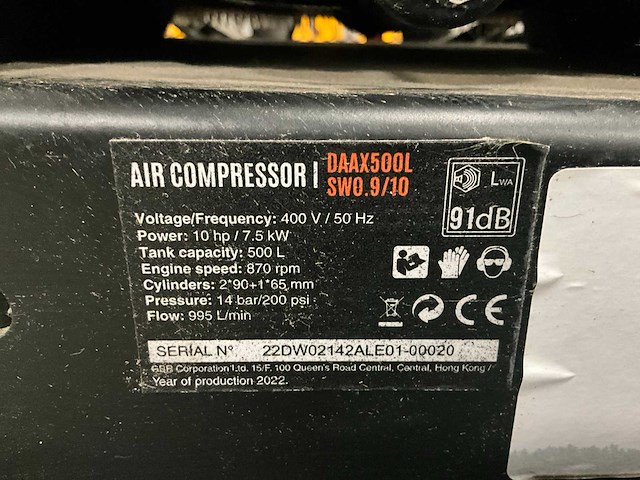 AIR COMPRESSOR | DAAX500L
SW0.9/10
LWA
91dB
Voltage/Frequency: 400 V / 50 Hz
Power: 10 hp / 7.5 kW
Tank capacity: 500 L
Engine speed: 870 rpm
Cylinders: 2*90+1*65 mm
Pressure: 14 bar/200 psi
Flow: 995 L/min
CE
SERIAL N° 22DW02142ALE01-00020
Corporation Ltd. 15/F. 100 Queen's Road Central, Central, Hong Kong /
Year of production 2022.